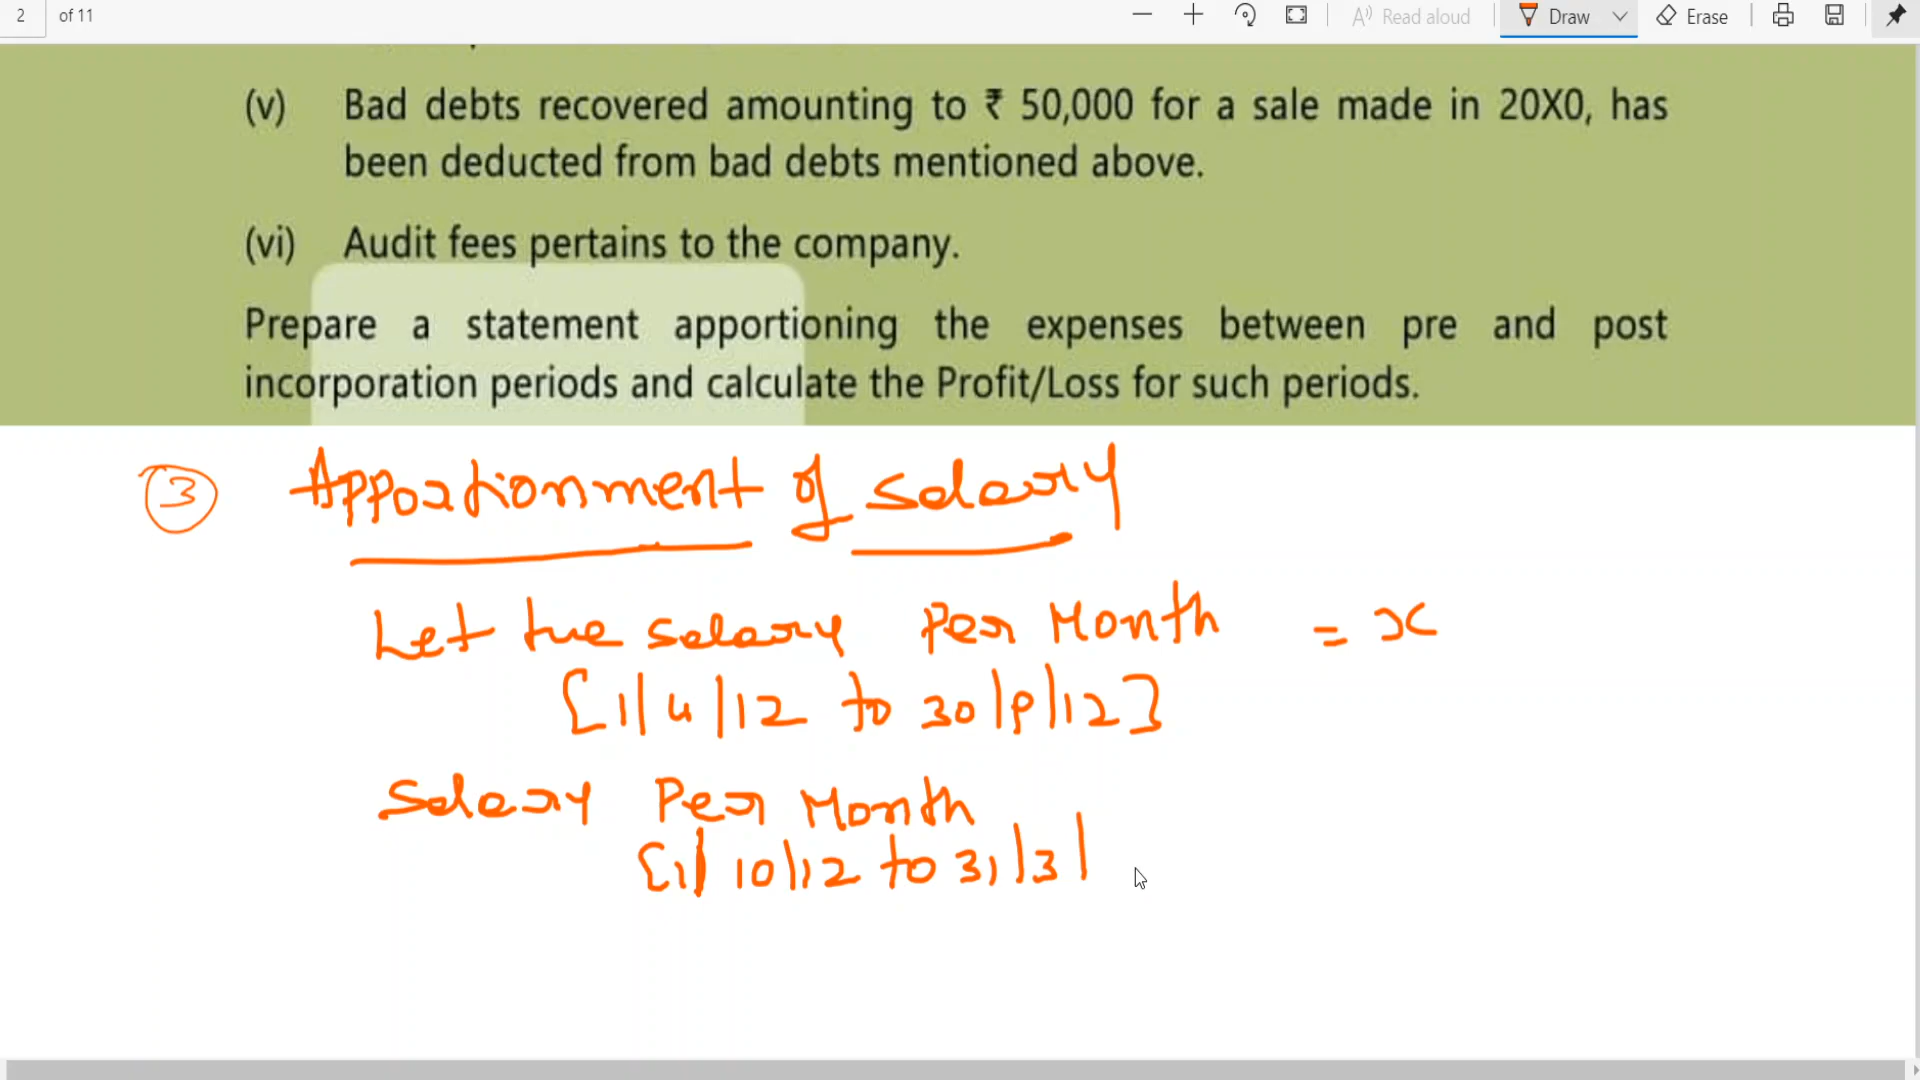 2 of 11 Read aloud Draw Erase
(v) Bad debts recovered amounting to ₹ 50,000 for a sale made in 20X0, has
been deducted from bad debts mentioned above.
(vi) Audit fees pertains to the company.
Prepare a statement apportioning the expenses between pre and post
incorporation periods and calculate the Profit/Loss for such periods.
3 Apportionment of salary
Let the salary Per Month = x
[1|4|12 to 30|9|12]
Salary Per Month
[1|10|12 to 31|3|